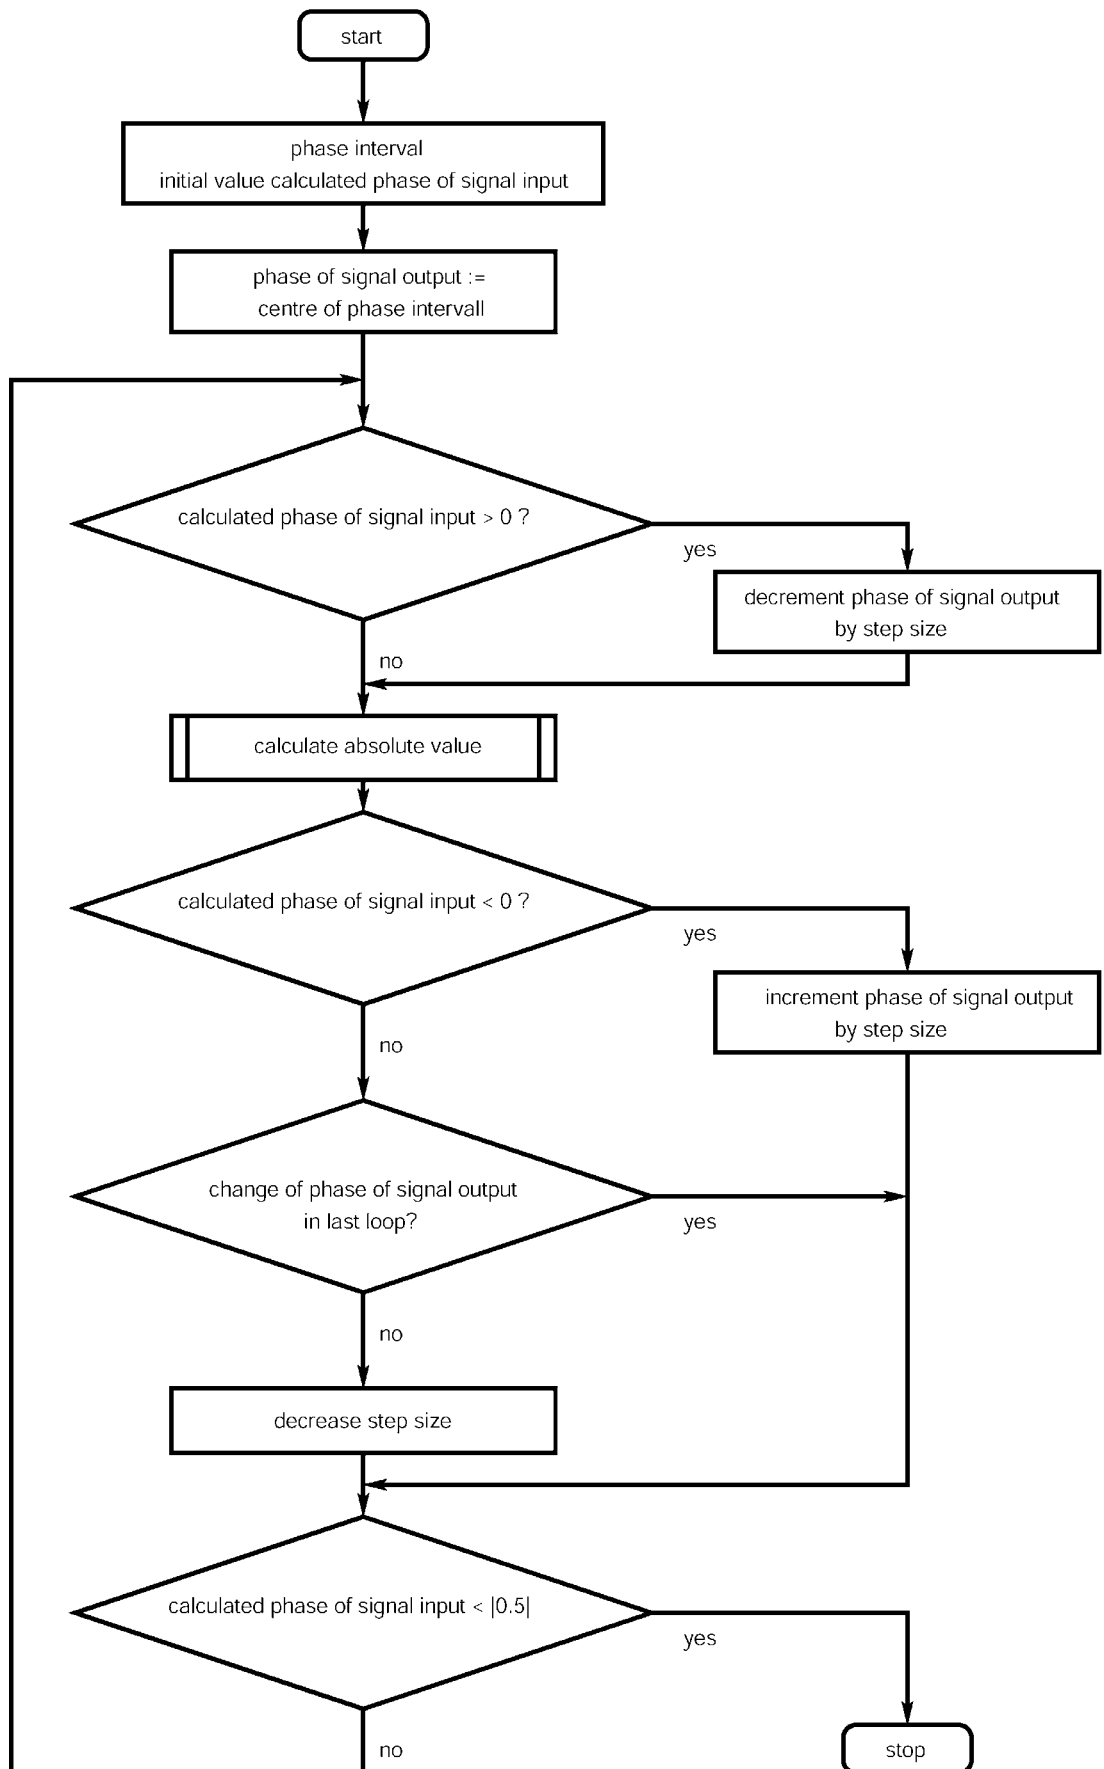 start
phase interval
initial value calculated phase of signal input
phase of signal output :=
centre of phase intervall
calculated phase of signal input > 0 ?
yes
decrement phase of signal output
by step size
no
calculate absolute value
calculated phase of signal input < 0 ?
yes
increment phase of signal output
by step size
no
change of phase of signal output
in last loop?
yes
no
decrease step size
calculated phase of signal input < |0.5|
yes
no
stop